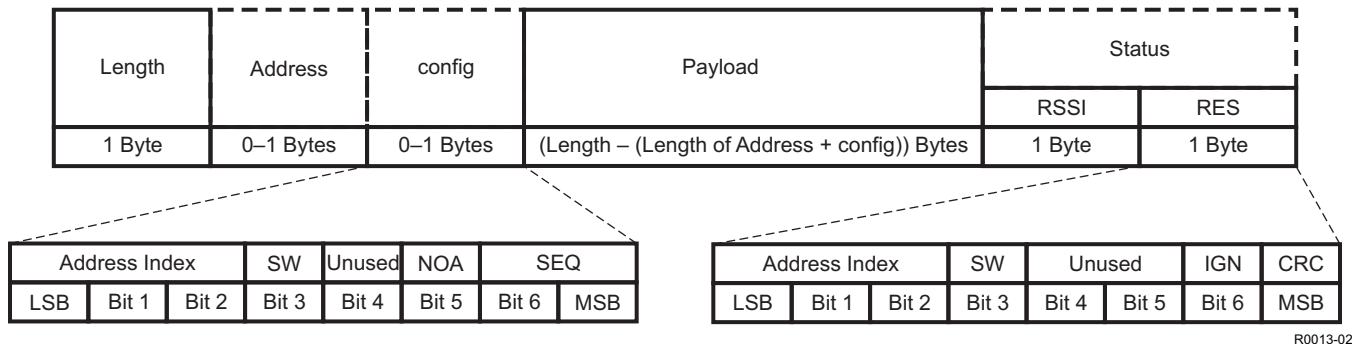 Length Address config Payload Status
RSSI RES
1 Byte 0–1 Bytes 0–1 Bytes (Length – (Length of Address + config)) Bytes 1 Byte 1 Byte
Address Index SW Unused NOA SEQ
LSB Bit 1 Bit 2 Bit 3 Bit 4 Bit 5 Bit 6 MSB
Address Index SW Unused IGN CRC
LSB Bit 1 Bit 2 Bit 3 Bit 4 Bit 5 Bit 6 MSB
R0013-02